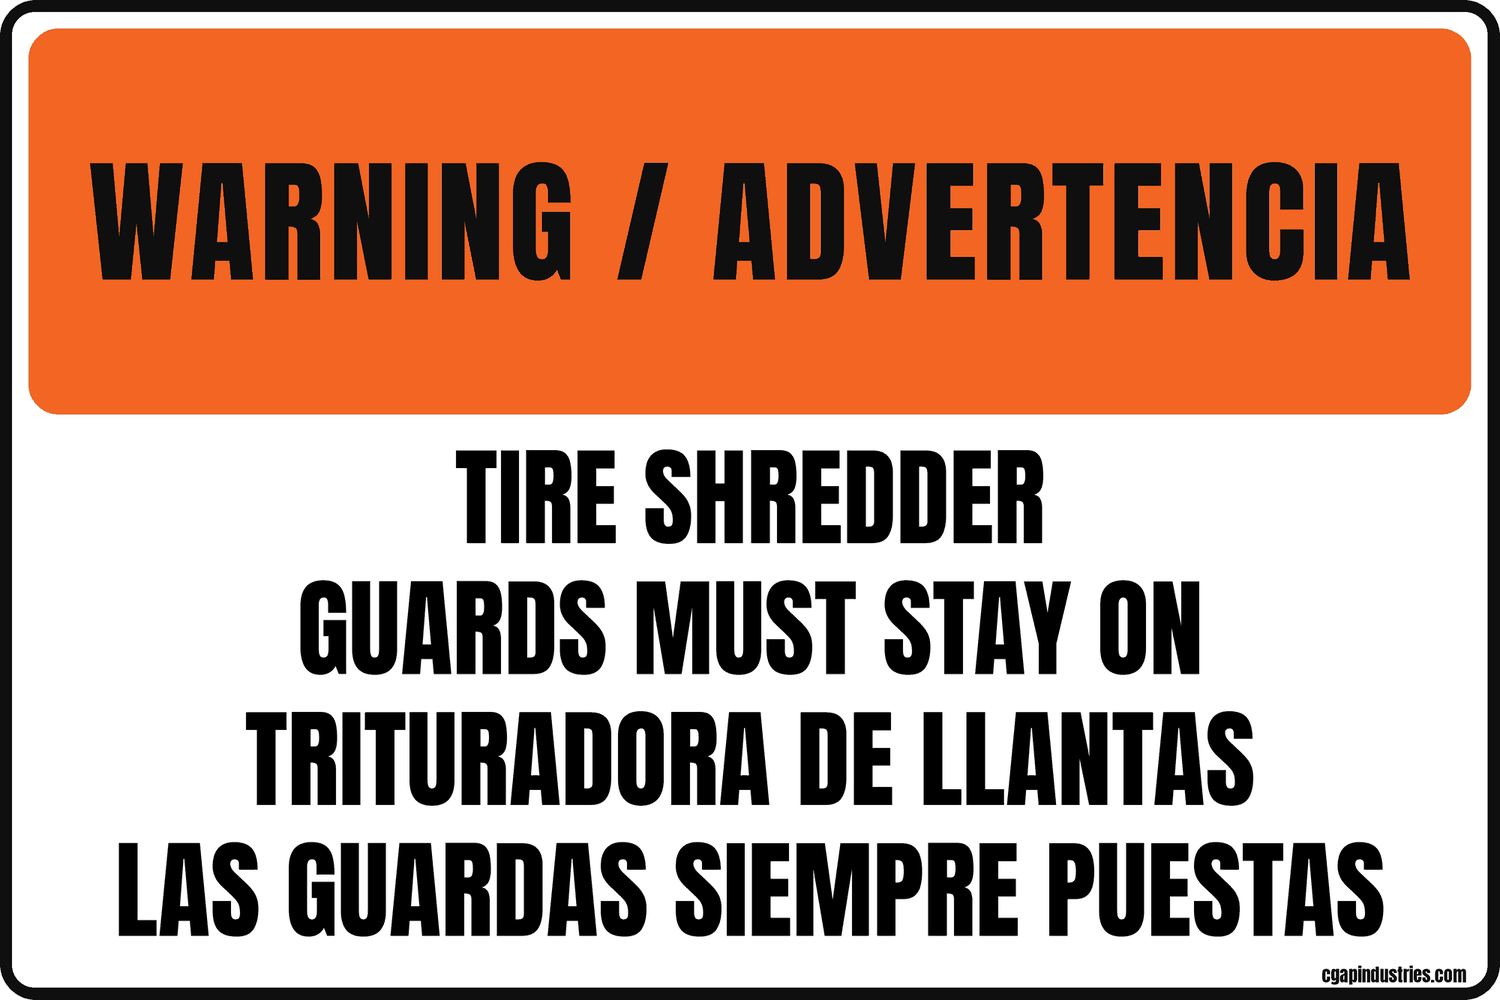 WARNING / ADVERTENCIA
TIRE SHREDDER
GUARDS MUST STAY ON
TRITURADORA DE LLANTAS
LAS GUARDAS SIEMPRE PUESTAS
cgapindustries.com